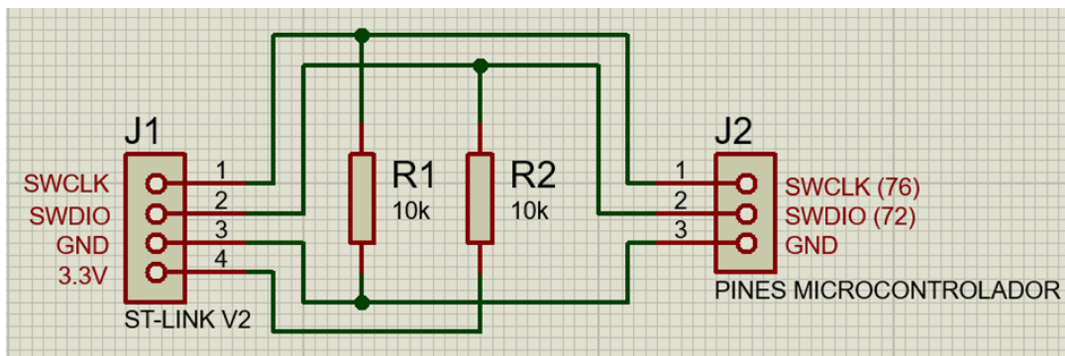 J1
SWCLK
SWDIO
GND
3.3V
1
2
3
4
ST-LINK V2
R1
10k
R2
10k
J2
1
2
3
SWCLK (76)
SWDIO (72)
GND
PINES MICROCONTROLADOR